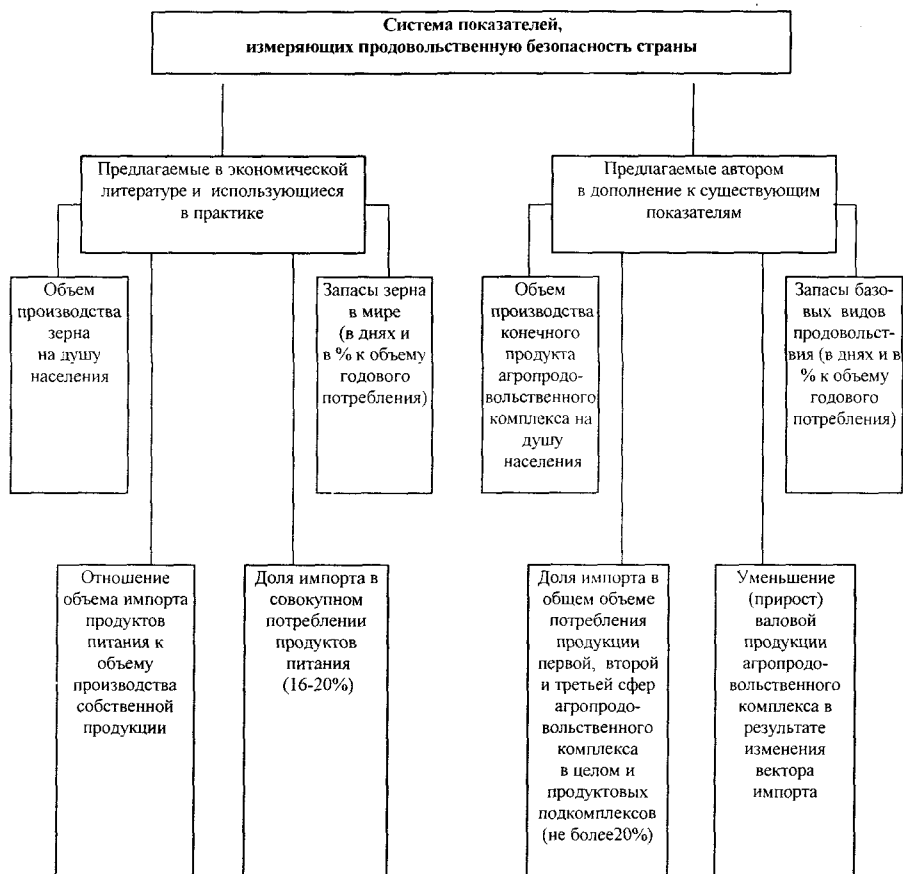 Система показателей,
измеряющих продовольственную безопасность страны
Предлагаемые в экономической
литературе и использующиеся
в практике
Предлагаемые автором
в дополнение к существующим
показателям
Объем
производства
зерна
на душу
населения
Запасы зерна
в мире
(в днях и
в % к объему
годового
потребления)
Объем
производства
конечного
продукта
агропродо-
вольственного
комплекса на
душу
населения
Запасы базо-
вых видов
продовольст-
вия (в днях и в
% к объему
годового
потребления)
Отношение
объема импорта
продуктов
питания к
объему
производства
собственной
продукции
Доля импорта в
совокупном
потреблении
продуктов
питания
(16-20%)
Доля импорта в
общем объеме
потребления
продукции
первой, второй
и третьей сфер
агропродо-
вольственного
комплекса
в целом и
продуктовых
подкомплексов
(не более20%)
Уменьшение
(прирост)
валовой
продукции
агропродо-
вольственного
комплекса в
результате
изменения
вектора
импорта